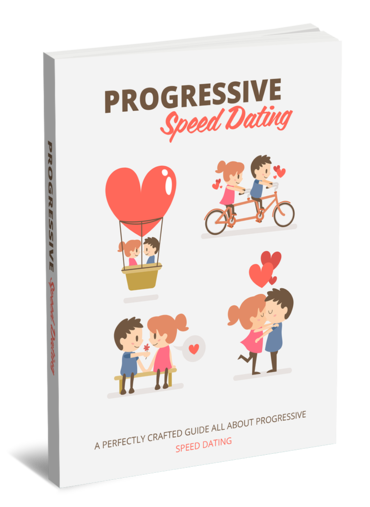 PROGRESSIVE
Speed Dating
PROGRESSIVE Speed Dating
A PERFECTLY CRAFTED GUIDE ALL ABOUT PROGRESSIVE
SPEED DATING